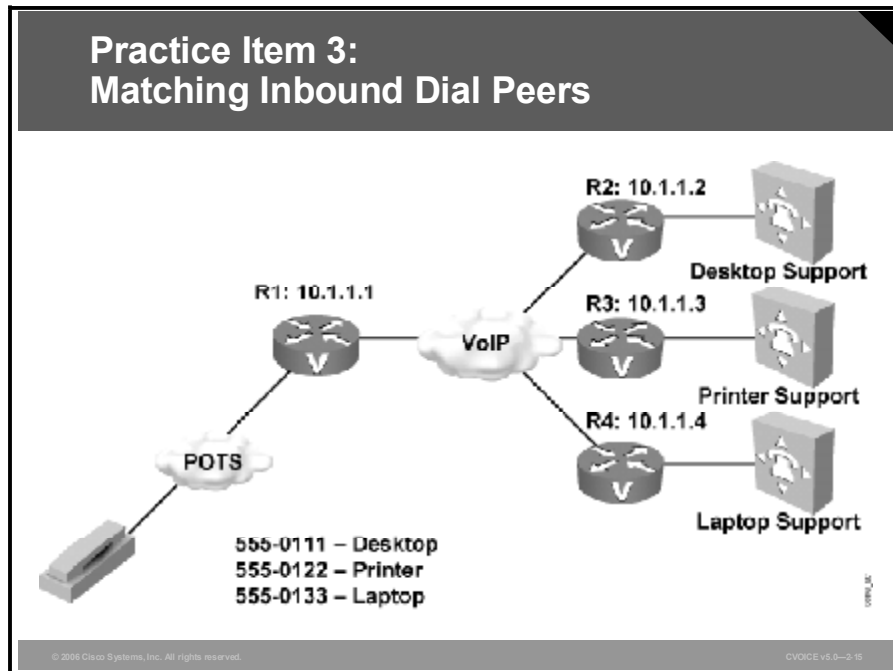 Practice Item 3:
Matching Inbound Dial Peers
R2: 10.1.1.2
Desktop Support
R1: 10.1.1.1
V
V
VoIP
R3: 10.1.1.3
V
Printer Support
R4: 10.1.1.4
V
Laptop Support
POTS
555-0111 – Desktop
555-0122 – Printer
555-0133 – Laptop
© 2006 Cisco Systems, Inc. All rights reserved.
CVOICE v5.0—2-15